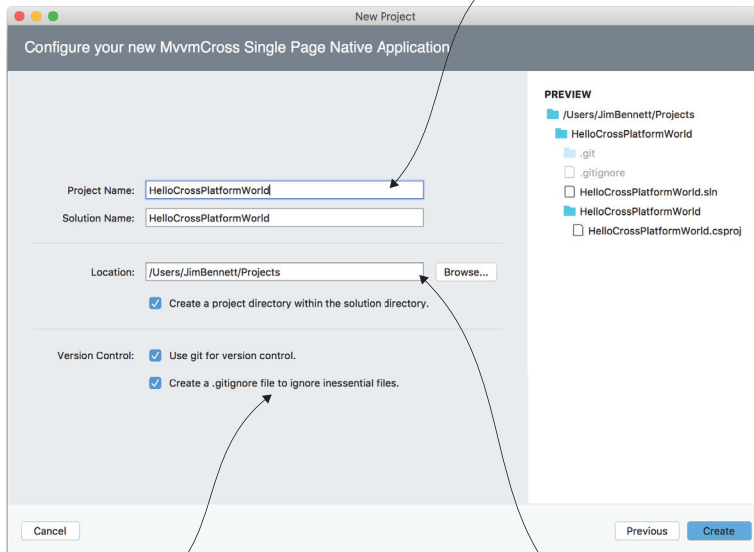 New Project
Configure your new MvvmCross Single Page Native Application
Project Name: HelloCrossPlatformWorld
Solution Name: HelloCrossPlatformWorld
Location: /Users/JimBennett/Projects Browse...
Create a project directory within the solution directory.
Version Control: Use git for version control.
Create a .gitignore file to ignore inessential files.
PREVIEW
/Users/JimBennett/Projects
HelloCrossPlatformWorld
.git
.gitignore
HelloCrossPlatformWorld.sln
HelloCrossPlatformWorld
HelloCrossPlatformWorld.csproj
Cancel Previous Create